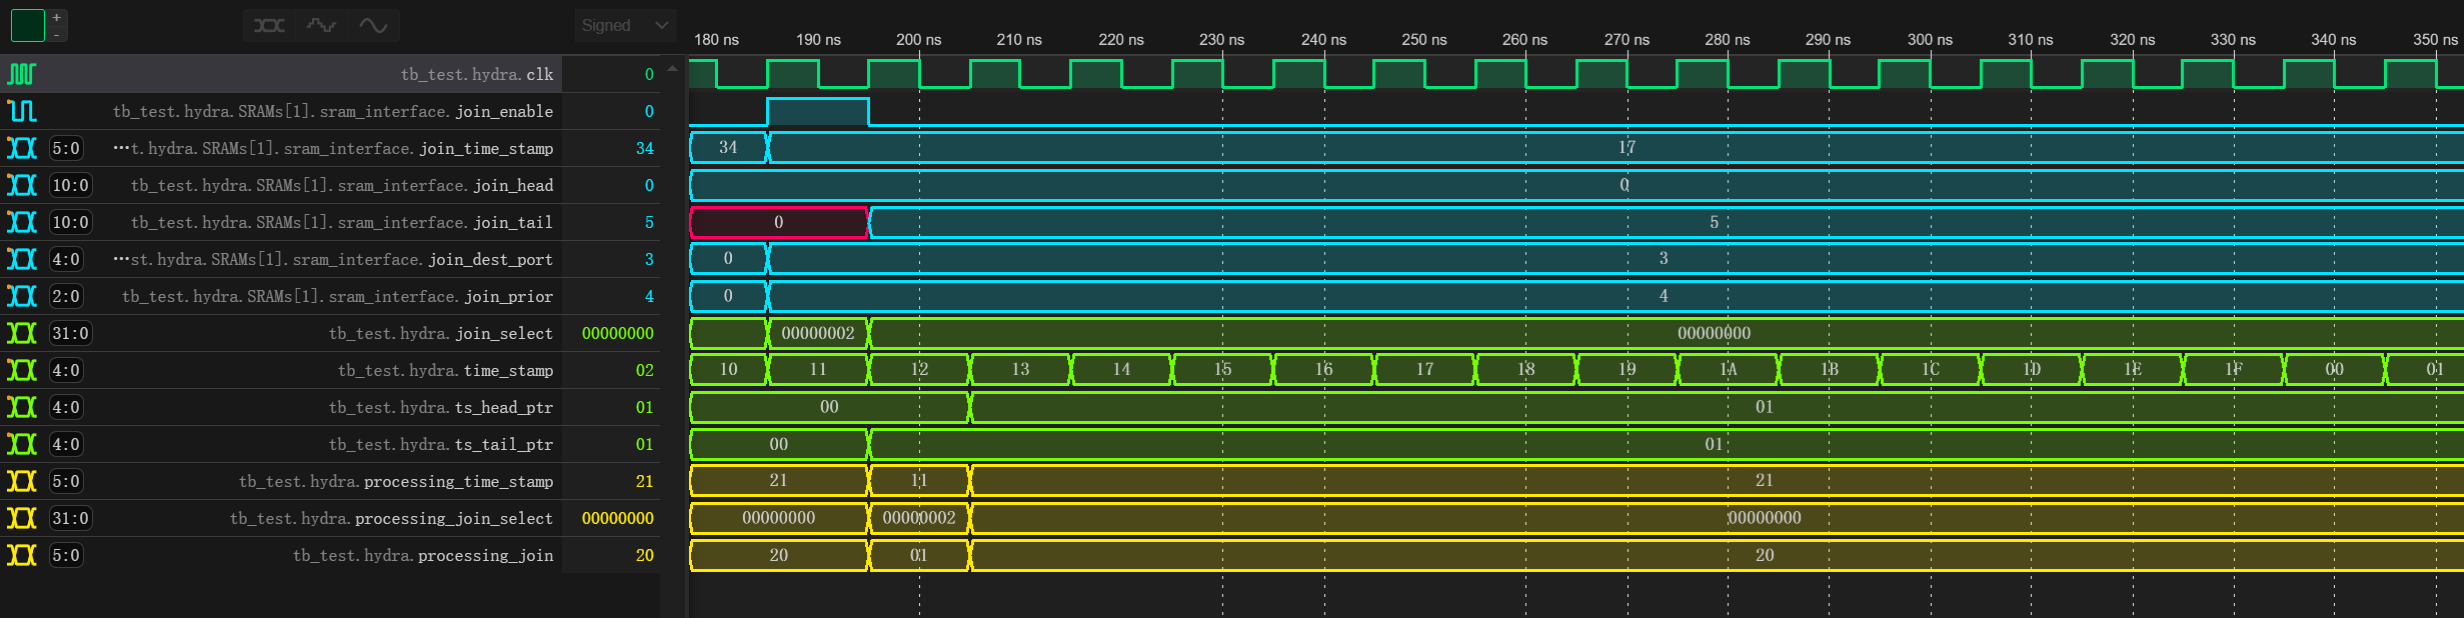 +
-
Signed
180 ns 190 ns 200 ns 210 ns 220 ns 230 ns 240 ns 250 ns 260 ns 270 ns 280 ns 290 ns 300 ns 310 ns 320 ns 330 ns 340 ns 350 ns
tb_test.hydra.clk 0
tb_test.hydra.SRAMs[1].sram_interface.join_enable 0
5:0 ···t.hydra.SRAMs[1].sram_interface.join_time_stamp 34 34 17
10:0 tb_test.hydra.SRAMs[1].sram_interface.join_head 0 0
10:0 tb_test.hydra.SRAMs[1].sram_interface.join_tail 5 0 5
4:0 ···st.hydra.SRAMs[1].sram_interface.join_dest_port 3 0 3
2:0 tb_test.hydra.SRAMs[1].sram_interface.join_prior 4 0 4
31:0 tb_test.hydra.join_select 00000000 00000002 00000000
4:0 tb_test.hydra.time_stamp 02 10 11 12 13 14 15 16 17 18 19 1A 1B 1C 1D 1E 1F 00 01
4:0 tb_test.hydra.ts_head_ptr 01 00 01
4:0 tb_test.hydra.ts_tail_ptr 01 00 01
5:0 tb_test.hydra.processing_time_stamp 21 21 11 21
31:0 tb_test.hydra.processing_join_select 00000000 00000000 00000002 00000000
5:0 tb_test.hydra.processing_join 20 20 01 20